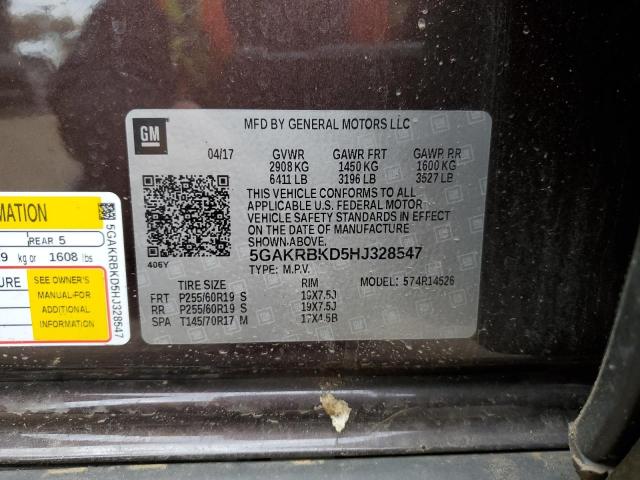 GM
MFD BY GENERAL MOTORS LLC
04/17 GVWR GAWR FRT GAWR RR
2908 KG 1450 KG 1600 KG
6411 LB 3196 LB 3527 LB
THIS VEHICLE CONFORMS TO ALL
APPLICABLE U.S. FEDERAL MOTOR
VEHICLE SAFETY STANDARDS IN EFFECT
ON THE DATE OF MANUFACTURE
SHOWN ABOVE.
406Y
5GAKRBKD5HJ328547
TYPE: M.P.V.
TIRE SIZE RIM MODEL: 574R14526
FRT P255/60R19 S 19X7.5J
RR P255/60R19 S 19X7.5J
SPA T145/70R17 M 17X4.5B
MATION
REAR 5
9 kg or 1608 lbs
URE
SEE OWNER'S
MANUAL FOR
ADDITIONAL
INFORMATION
5GAKRBKD5HJ328547